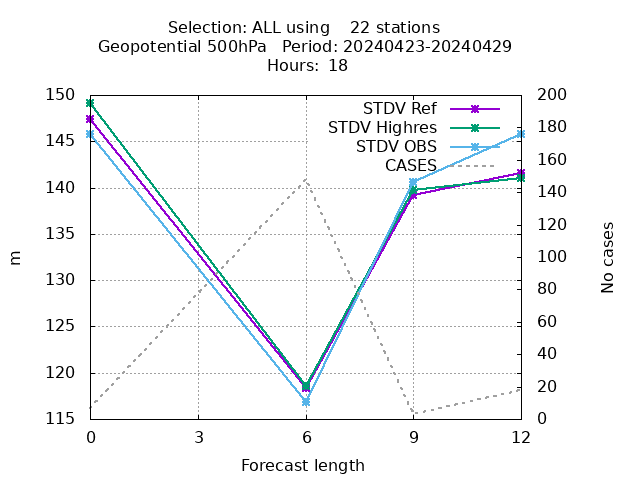 Selection: ALL using    22 stations
Geopotential 500hPa   Period: 20240423-20240429
Hours:  18
150
145
140
135
130
125
120
115
m
200
180
160
140
120
100
80
60
40
20
0
No cases
STDV Ref
STDV Highres
STDV OBS
CASES
0 3 6 9 12
Forecast length